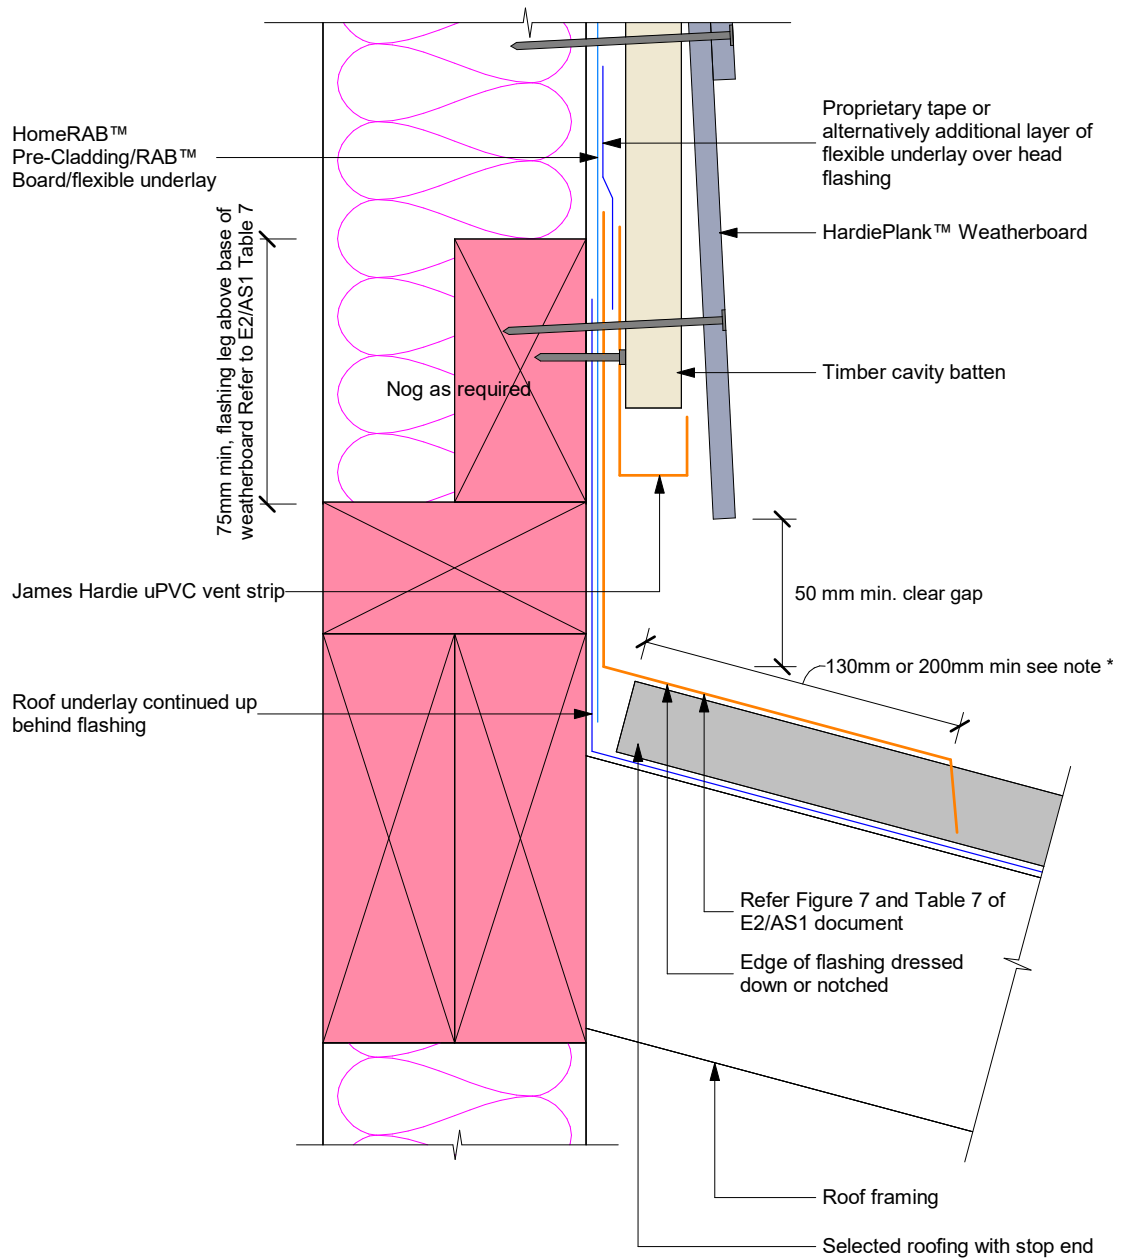 HomeRAB™
Pre-Cladding/RAB™
Board/flexible underlay
Proprietary tape or
alternatively additional layer of
flexible underlay over head
flashing
HardiePlank™ Weatherboard
75mm min, flashing leg above base of
weatherboard Refer to E2/AS1 Table 7
Timber cavity batten
Nog as required
James Hardie uPVC vent strip
50 mm min. clear gap
130mm or 200mm min see note *
Roof underlay continued up
behind flashing
Refer Figure 7 and Table 7 of
E2/AS1 document
Edge of flashing dressed
down or notched
Roof framing
Selected roofing with stop end